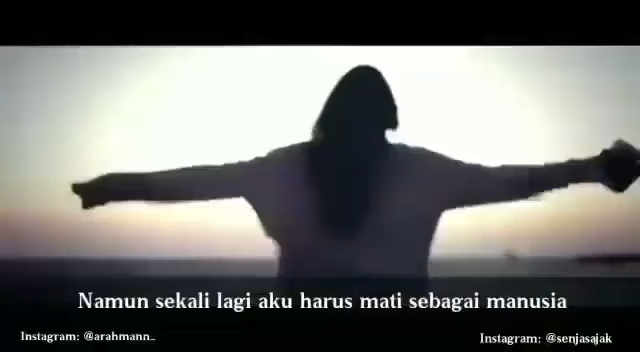 Namun sekali lagi aku harus mati sebagai manusia
Instagram: @arahmann_
Instagram: @senjasajak